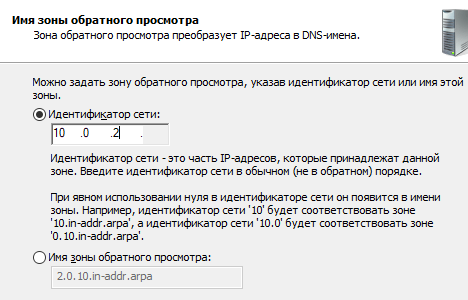 Имя зоны обратного просмотра
Зона обратного просмотра преобразует IP-адреса в DNS-имена.
Можно задать зону обратного просмотра, указав идентификатор сети или имя этой
зоны.
Идентификатор сети:
10 .0 .2 .
Идентификатор сети - это часть IP-адресов, которые принадлежат данной
зоне. Введите идентификатор сети в обычном (не в обратном) порядке.
При явном использовании нуля в идентификаторе сети он появится в имени
зоны. Например, идентификатор сети '10' будет соответствовать зоне
'10.in-addr.arpa', а идентификатор сети '10.0' будет соответствовать зоне
'0.10.in-addr.arpa'.
Имя зоны обратного просмотра:
2.0.10.in-addr.arpa